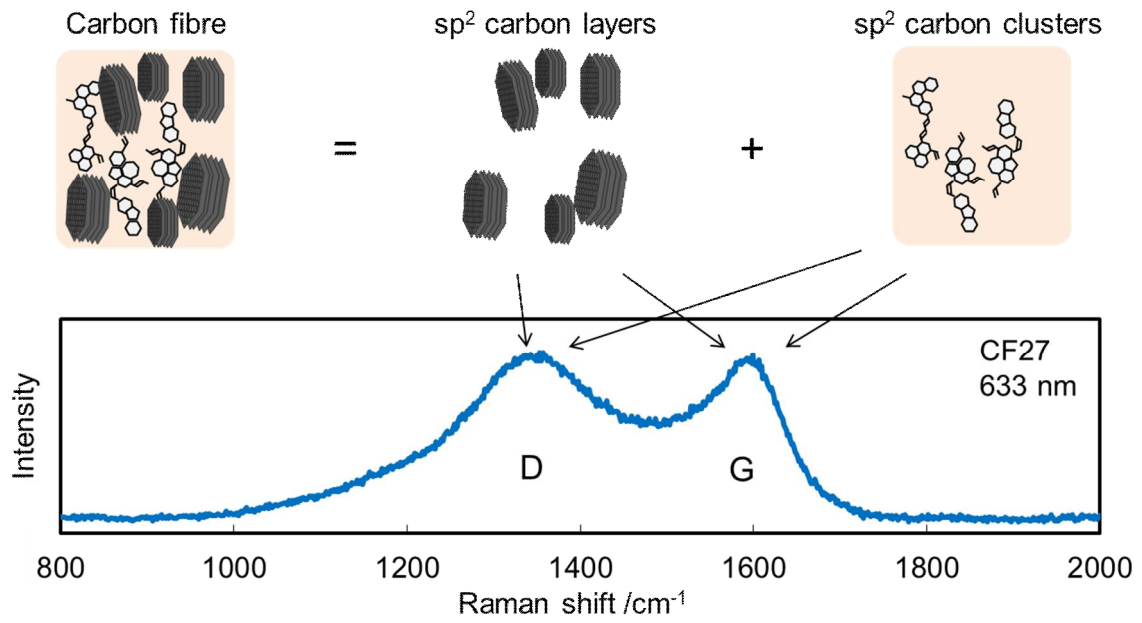 Carbon fibre
sp² carbon layers
sp² carbon clusters
=
+
CF27
633 nm
Intensity
D
G
800 1000 1200 1400 1600 1800 2000
Raman shift /cm⁻¹